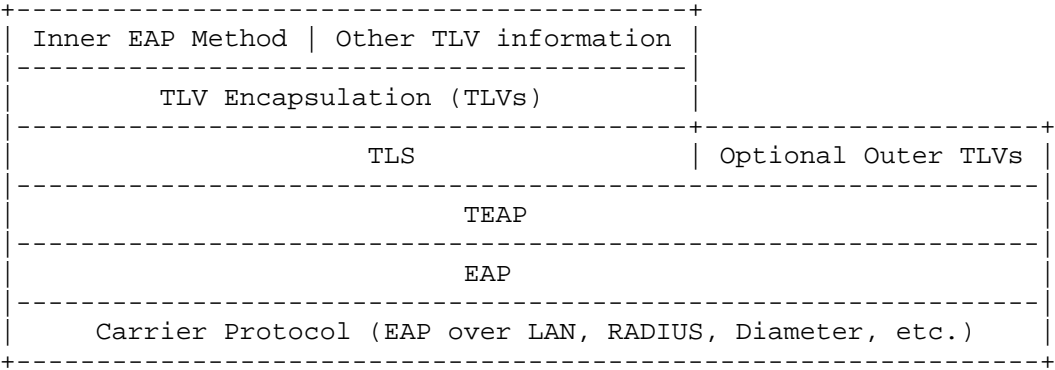 Inner EAP Method | Other TLV information
TLV Encapsulation (TLVs)
TLS | Optional Outer TLVs
TEAP
EAP
Carrier Protocol (EAP over LAN, RADIUS, Diameter, etc.)